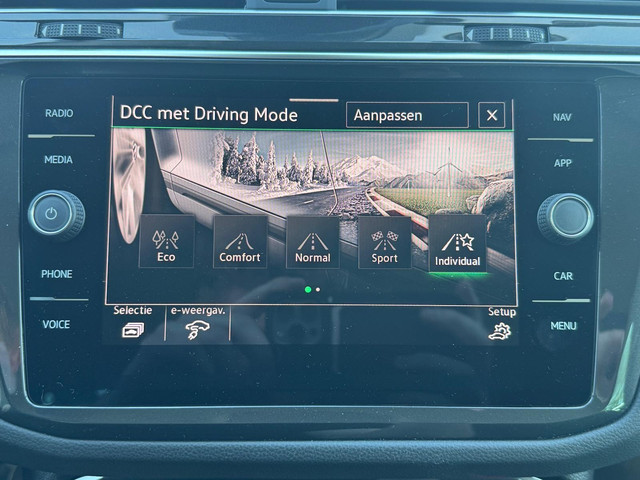 RADIO
MEDIA
PHONE
VOICE
DCC met Driving Mode
Aanpassen
X
Eco
Comfort
Normal
Sport
Individual
Selectie
e-weergav.
Setup
NAV
APP
CAR
MENU